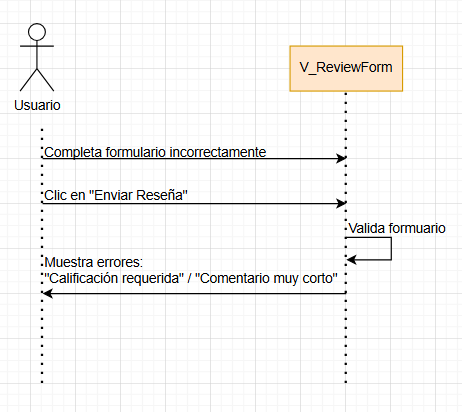 Usuario
V_ReviewForm
Completa formulario incorrectamente
Clic en "Enviar Reseña"
Valida formuario
Muestra errores:
"Calificación requerida" / "Comentario muy corto"